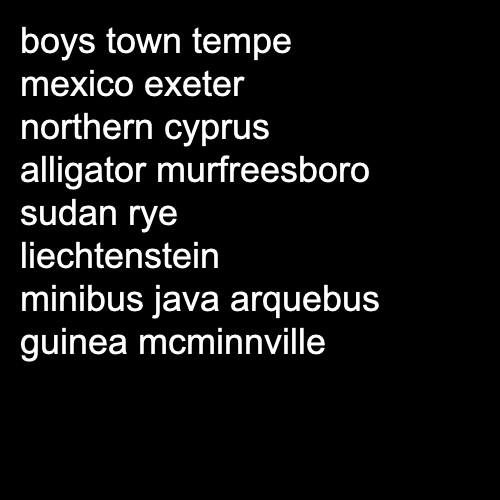 boys town tempe
mexico exeter
northern cyprus
alligator murfreesboro
sudan rye
liechtenstein
minibus java arquebus
guinea mcminnville